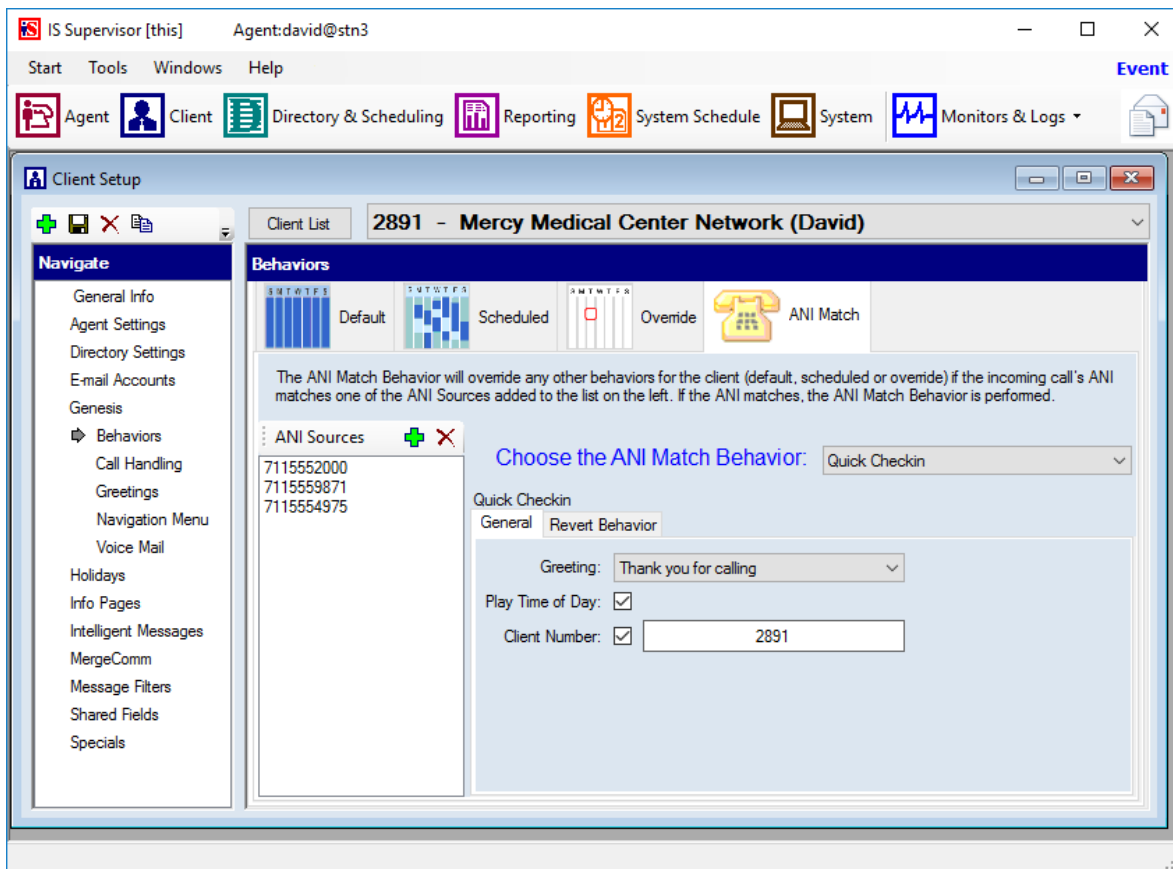 IS Supervisor [this] Agent:david@stn3
Start Tools Windows Help Event
Agent Client Directory & Scheduling Reporting System Schedule System Monitors & Logs
Client Setup
Client List 2891 - Mercy Medical Center Network (David)
Navigate
General Info
Agent Settings
Directory Settings
E-mail Accounts
Genesis
Behaviors
Call Handling
Greetings
Navigation Menu
Voice Mail
Holidays
Info Pages
Intelligent Messages
MergeComm
Message Filters
Shared Fields
Specials
Behaviors
S M T W T F S Default S M T W T F S Scheduled S M T W T F S Override ANI Match
The ANI Match Behavior will override any other behaviors for the client (default, scheduled or override) if the incoming call's ANI
matches one of the ANI Sources added to the list on the left. If the ANI matches, the ANI Match Behavior is performed.
ANI Sources
7115552000
7115559871
7115554975
Choose the ANI Match Behavior: Quick Checkin
Quick Checkin
General Revert Behavior
Greeting: Thank you for calling
Play Time of Day:
Client Number: 2891